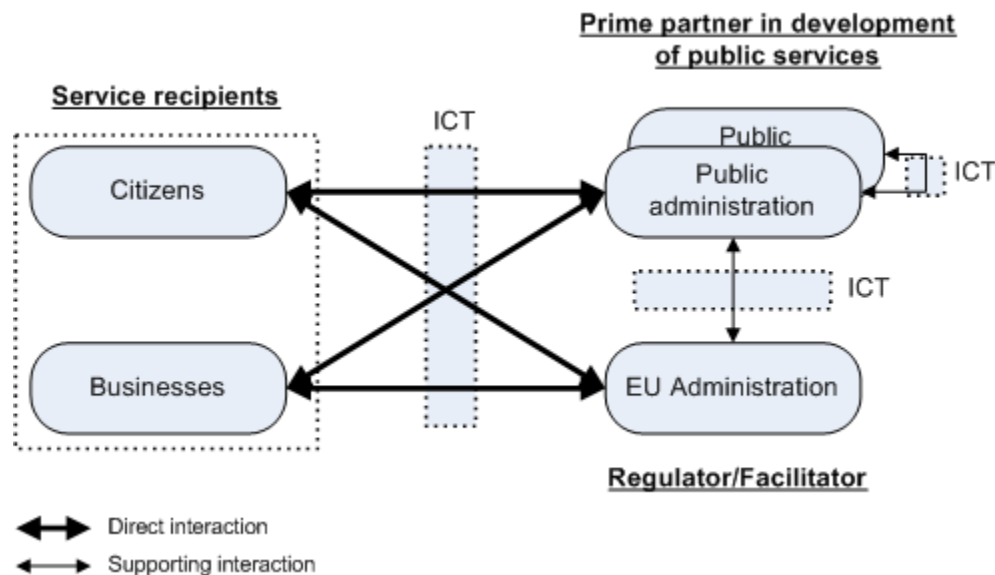 Prime partner in development
of public services
Service recipients
ICT
Public
ICT
Citizens
Public
administration
ICT
Businesses
EU Administration
Regulator/Facilitator
Direct interaction
Supporting interaction